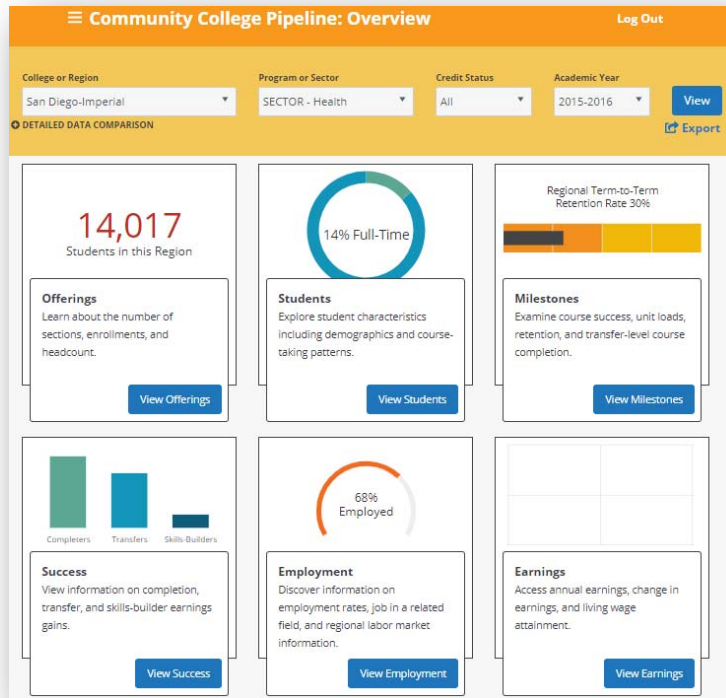 Community College Pipeline: Overview
Log Out
College or Region
Program or Sector
Credit Status
Academic Year
San Diego-Imperial
SECTOR - Health
All
2015-2016
View
DETAILED DATA COMPARISON
Export
14,017
Students in this Region
14% Full-Time
Regional Term-to-Term
Retention Rate 30%
Offerings
Learn about the number of
sections, enrollments, and
headcount.
View Offerings
Students
Explore student characteristics
including demographics and course-
taking patterns.
View Students
Milestones
Examine course success, unit loads,
retention, and transfer-level course
completion.
View Milestones
Completers
Transfers
Skills-Builders
68%
Employed
Success
View information on completion,
transfer, and skills-builder earnings
gains.
View Success
Employment
Discover information on
employment rates, job in a related
field, and regional labor market
information.
View Employment
Earnings
Access annual earnings, change in
earnings, and living wage
attainment.
View Earnings